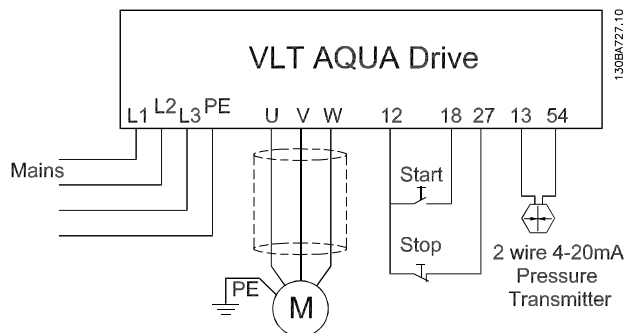 VLT AQUA Drive
130BA727.10
L1 L2 L3 PE U V W 12 18 27 13 54
Mains
Start
Stop
PE
M
2 wire 4-20mA
Pressure
Transmitter